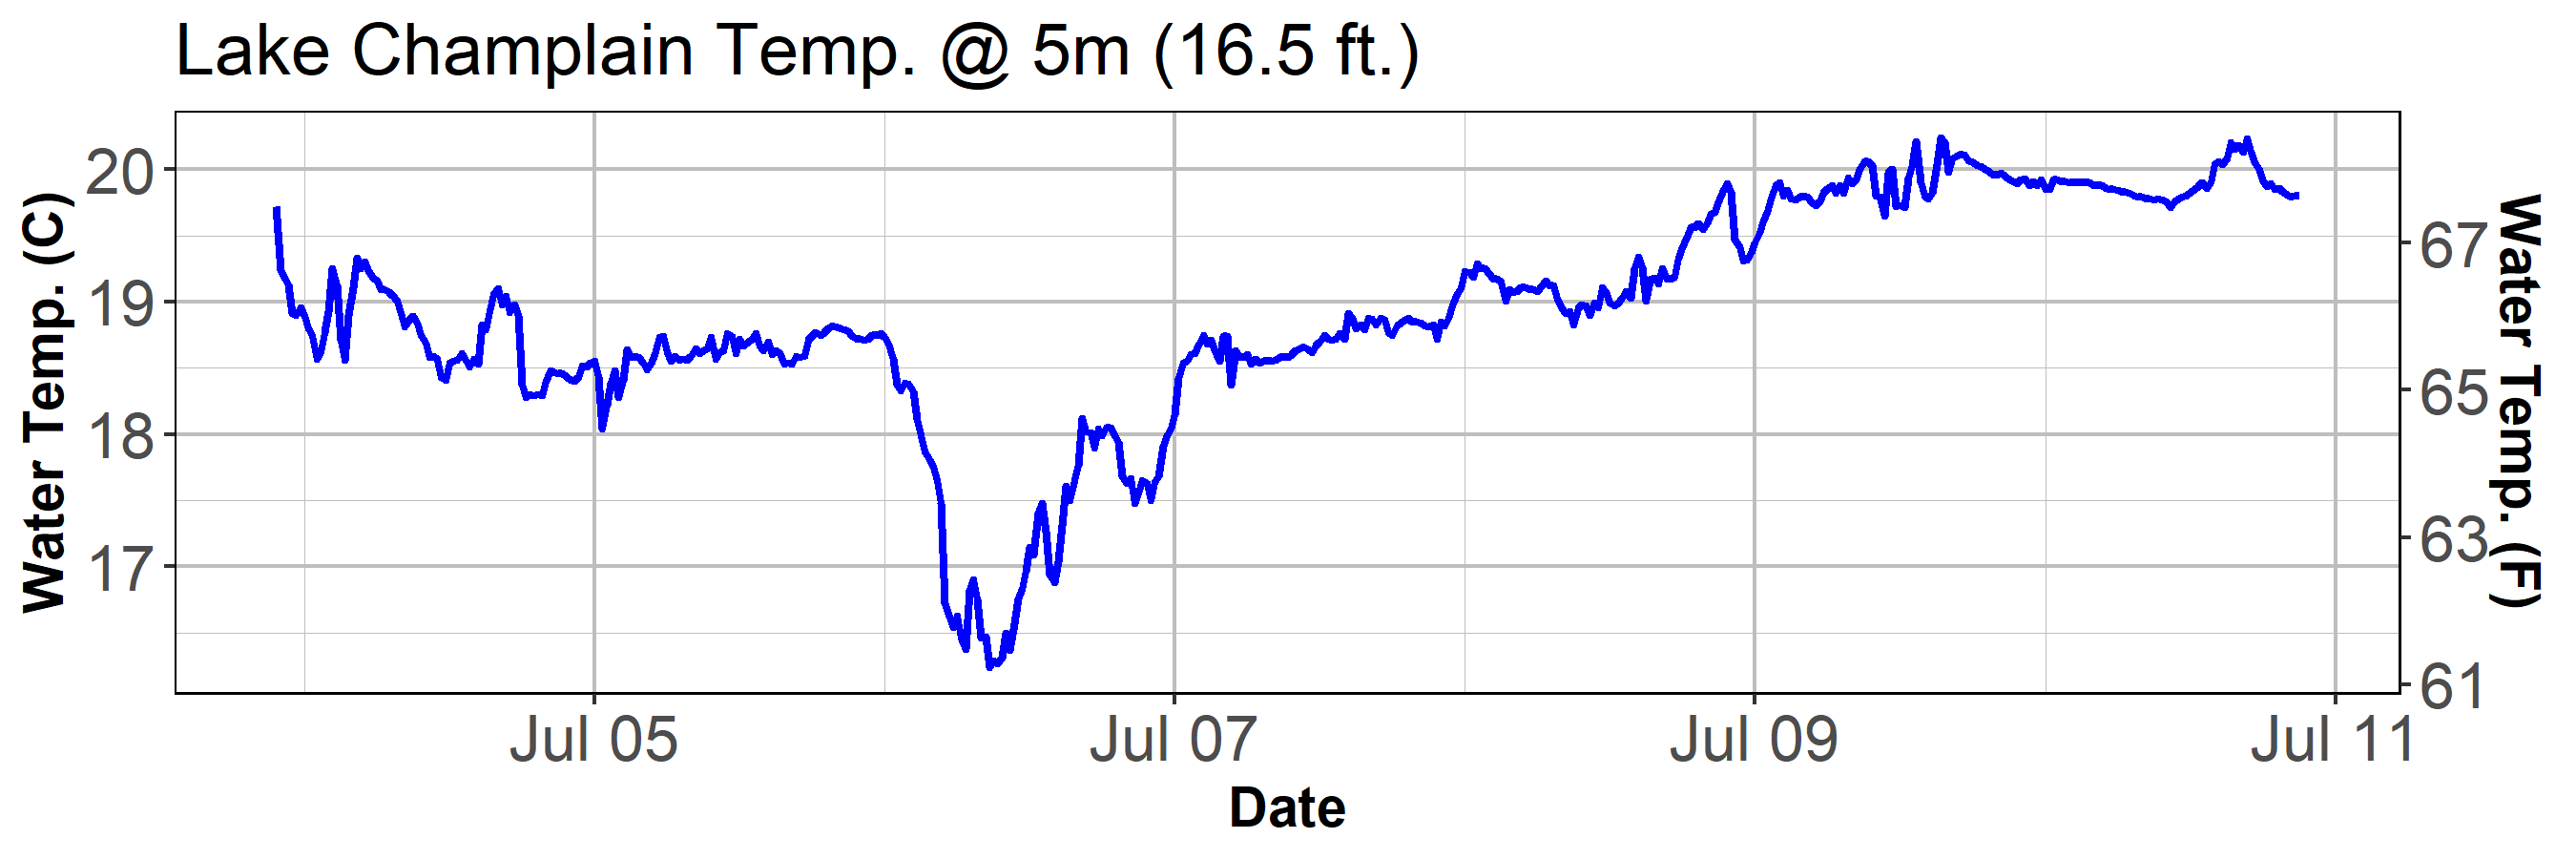 Lake Champlain Temp. @ 5m (16.5 ft.)
Water Temp. (C)
20
19
18
17
67
65
63
61
Water Temp. (F)
Jul 05
Jul 07
Jul 09
Jul 11
Date